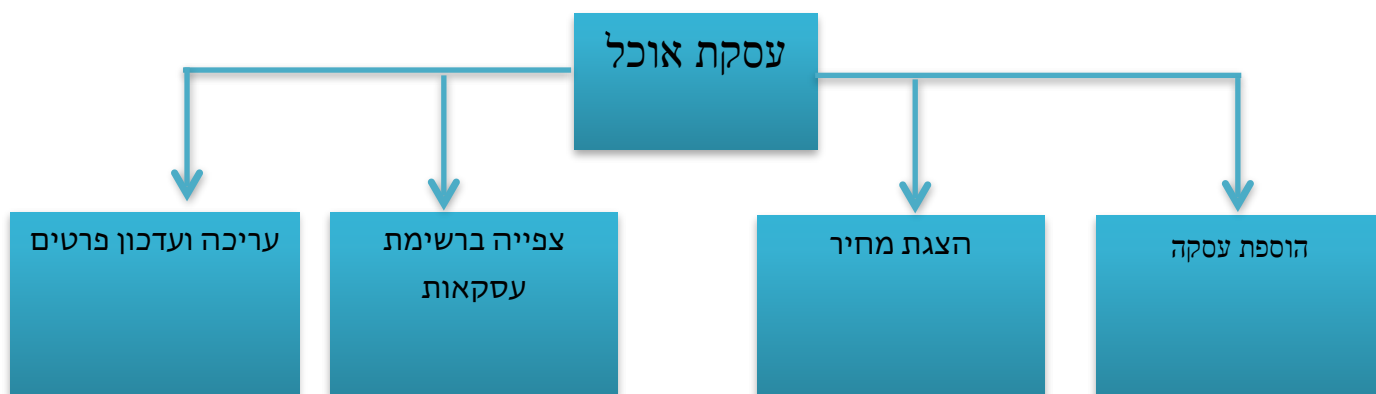 עסקת אוכל
הוספת עסקה
הצגת מחיר
צפייה ברשימת
עסקאות
עריכה ועדכון פרטים